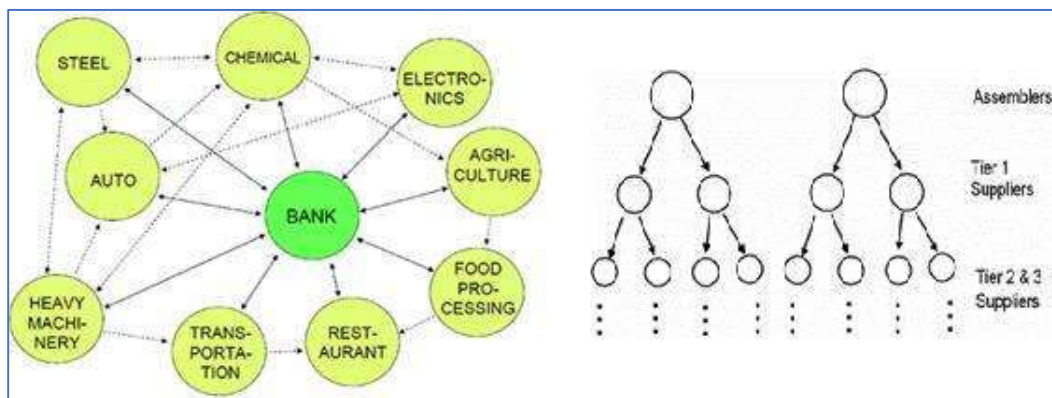 STEEL
CHEMICAL
ELECTRO-
NICS
AGRI-
CULTURE
AUTO
BANK
FOOD
PRO-
CESSING
HEAVY
MACHI-
NERY
TRANS-
PORTA-
TION
REST-
AURANT
Assemblers
Tier 1
Suppliers
Tier 2 & 3
Suppliers